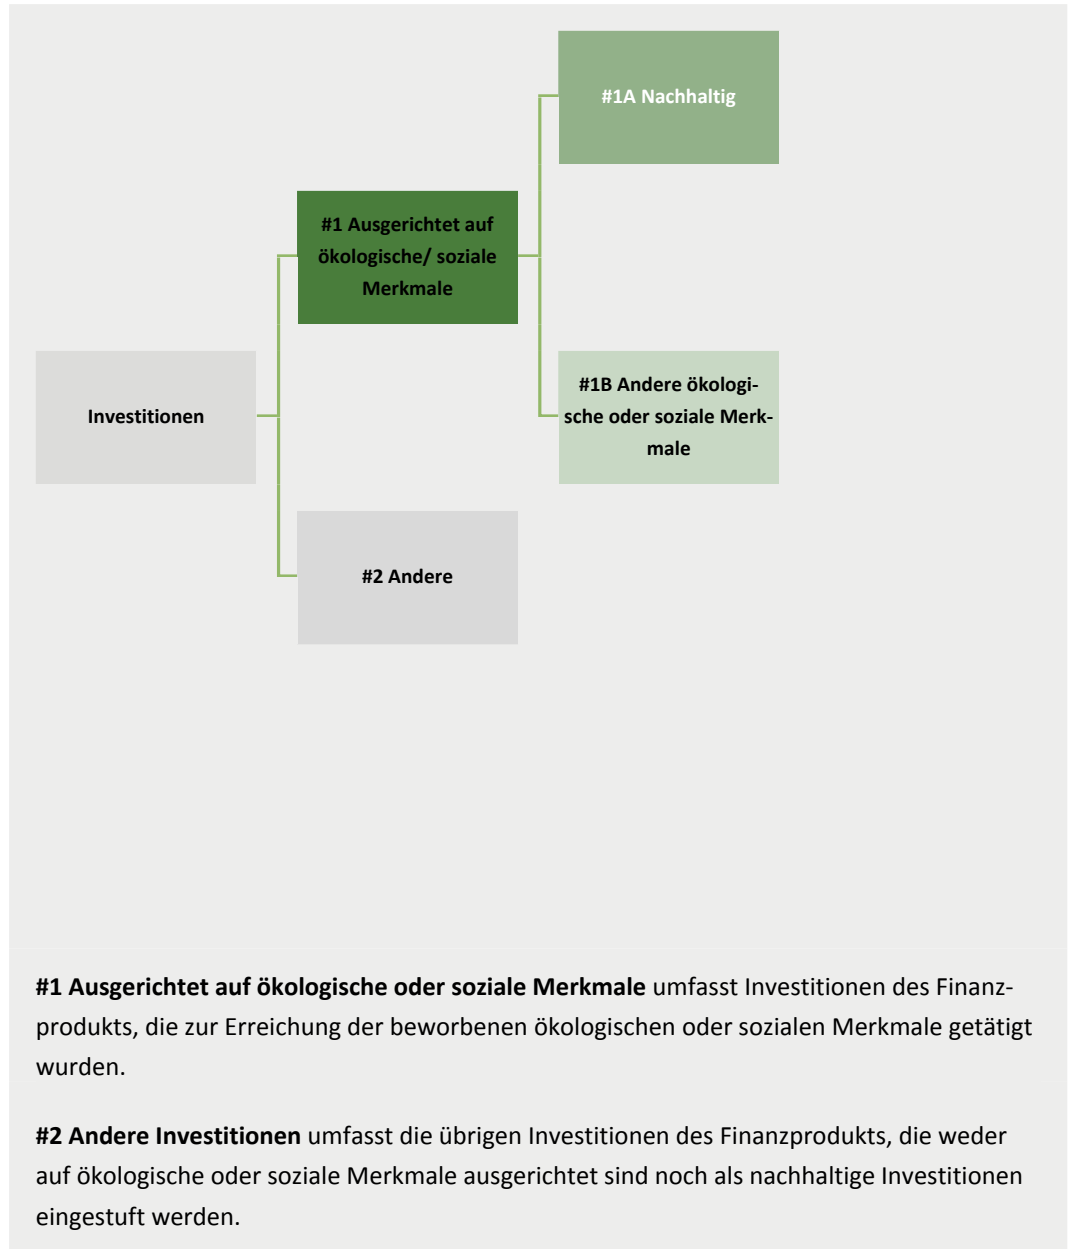 #1A Nachhaltig
#1 Ausgerichtet auf
ökologische/ soziale
Merkmale
#1B Andere ökologi-
sche oder soziale Merk-
male
Investitionen
#2 Andere
#1 Ausgerichtet auf ökologische oder soziale Merkmale umfasst Investitionen des Finanz-
produkts, die zur Erreichung der beworbenen ökologischen oder sozialen Merkmale getätigt
wurden.
#2 Andere Investitionen umfasst die übrigen Investitionen des Finanzprodukts, die weder
auf ökologische oder soziale Merkmale ausgerichtet sind noch als nachhaltige Investitionen
eingestuft werden.